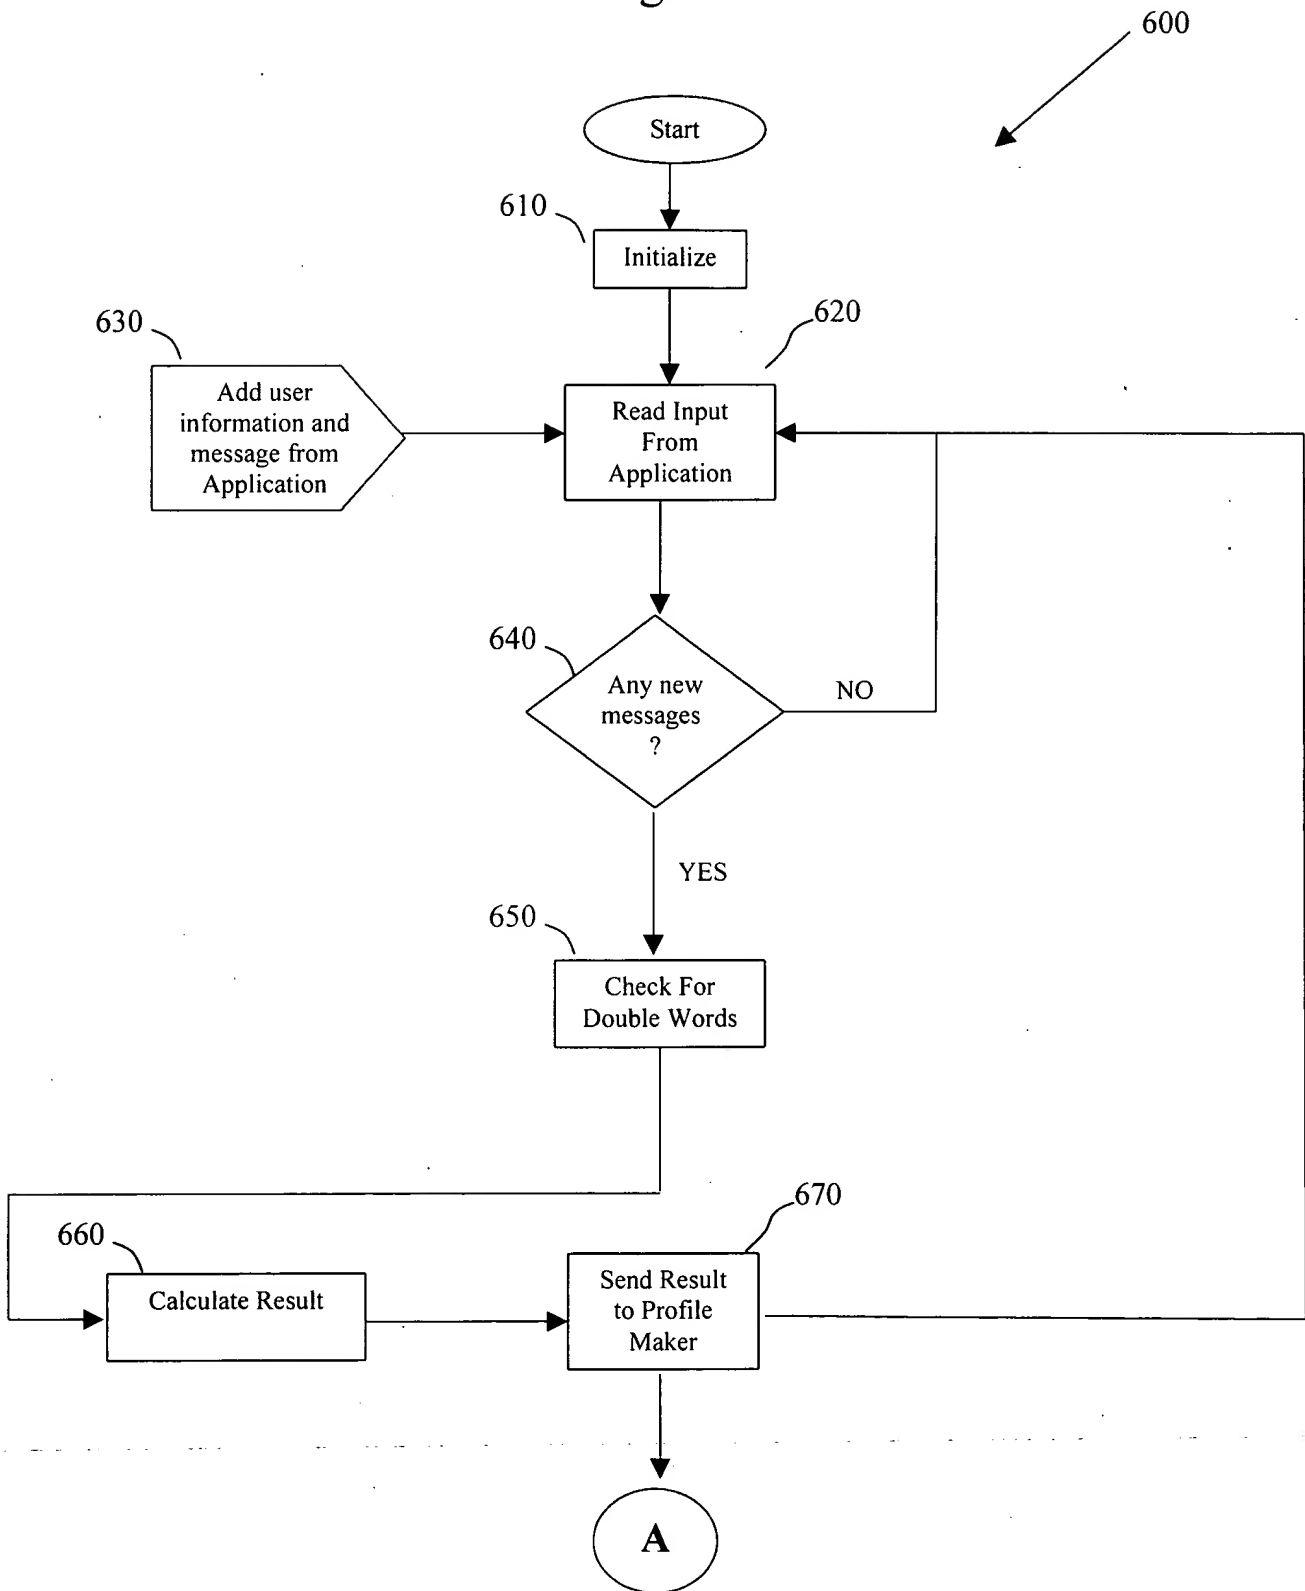 600
Start
610
Initialize
620
630
Add user
information and
message from
Application
Read Input
From
Application
640
Any new
messages
?
NO
YES
650
Check For
Double Words
670
660
Calculate Result
Send Result
to Profile
Maker
A